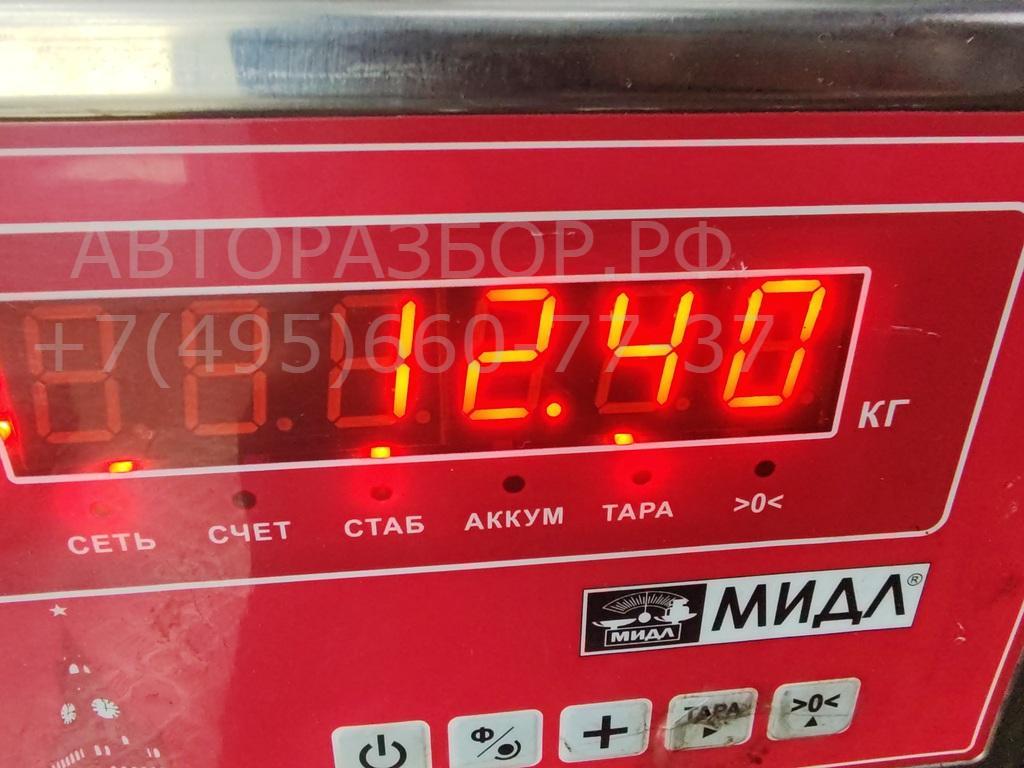 АВТОРАЗБОР.РФ
+7(495)660-77-37
12.40
КГ
СЕТЬ СЧЕТ СТАБ АККУМ ТАРА >0<
МИДЛ МИДЛ®
Ф + ТАРА >0<